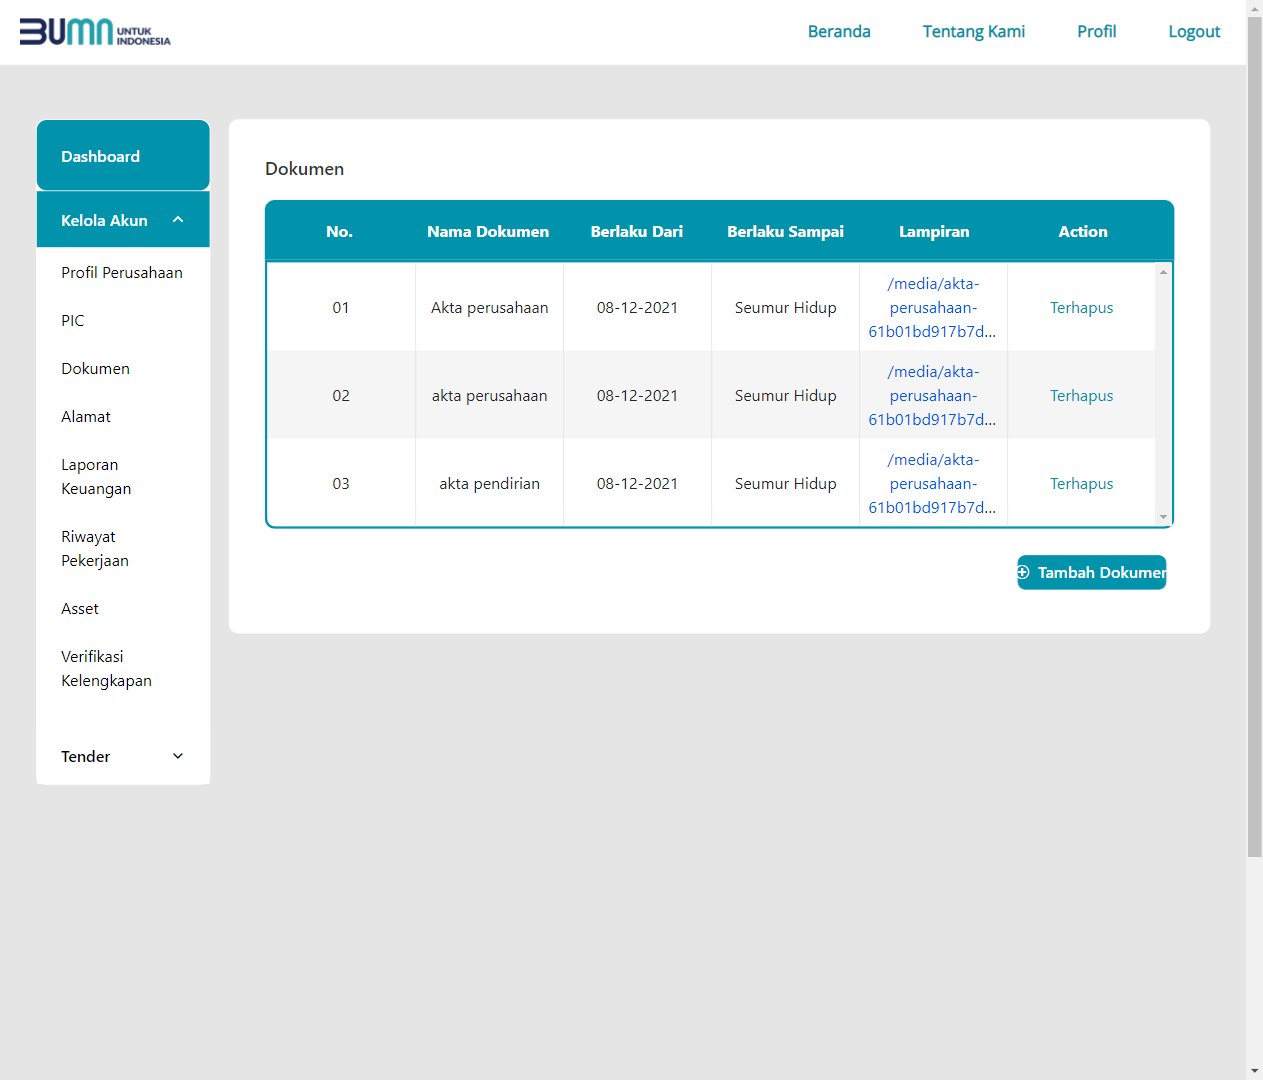 BUMN UNTUK INDONESIA
Beranda
Tentang Kami
Profil
Logout
Dashboard
Kelola Akun
Profil Perusahaan
PIC
Dokumen
Alamat
Laporan
Keuangan
Riwayat
Pekerjaan
Asset
Verifikasi
Kelengkapan
Tender
Dokumen
No. Nama Dokumen Berlaku Dari Berlaku Sampai Lampiran Action
01 Akta perusahaan 08-12-2021 Seumur Hidup /media/akta-perusahaan-61b01bd917b7d... Terhapus
02 akta perusahaan 08-12-2021 Seumur Hidup /media/akta-perusahaan-61b01bd917b7d... Terhapus
03 akta pendirian 08-12-2021 Seumur Hidup /media/akta-perusahaan-61b01bd917b7d... Terhapus
Tambah Dokumen